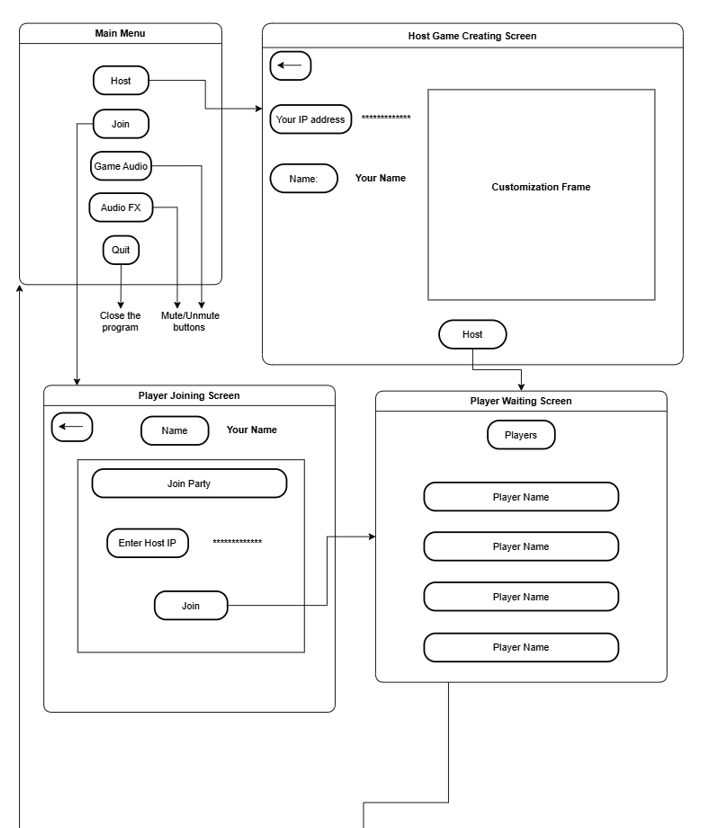 Main Menu
Host
Join
Game Audio
Audio FX
Quit
Close the
program
Mute/Unmute
buttons
Host Game Creating Screen
Your IP address
*************
Name:
Your Name
Customization Frame
Host
Player Joining Screen
Name
Your Name
Join Party
Enter Host IP
*************
Join
Player Waiting Screen
Players
Player Name
Player Name
Player Name
Player Name